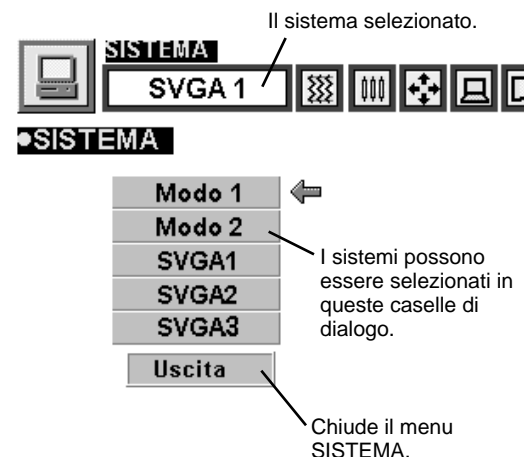 Il sistema selezionato.
SISTEMA
SVGA 1
●SISTEMA
Modo 1
Modo 2
SVGA1
SVGA2
SVGA3
Uscita
I sistemi possono
essere selezionati in
queste caselle di
dialogo.
Chiude il menu
SISTEMA.